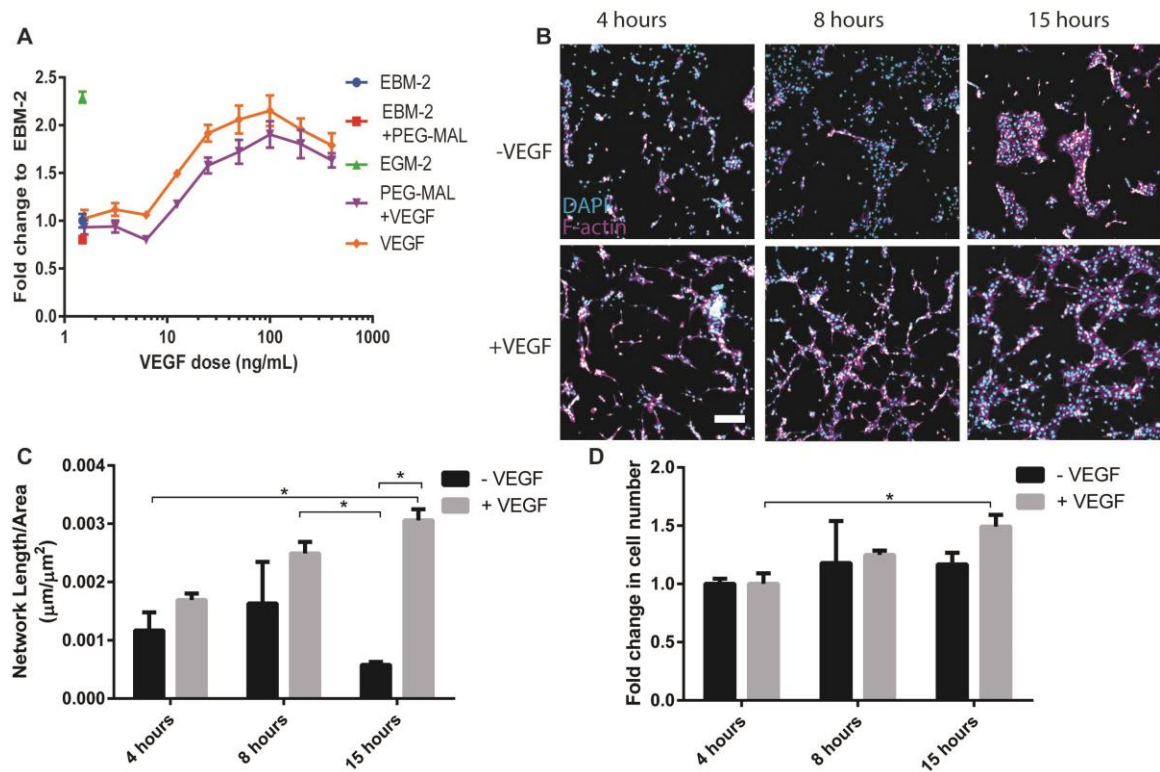 A
Fold change to EBM-2
2.5
2.0
1.5
1.0
0.5
0.0
1
10
100
1000
VEGF dose (ng/mL)
EBM-2
EBM-2
+PEG-MAL
EGM-2
PEG-MAL
+VEGF
VEGF
B
4 hours
8 hours
15 hours
-VEGF
+VEGF
DAPI
F-actin
C
Network Length/Area
(μm/μm²)
0.004
0.003
0.002
0.001
0.000
*
*
*
4 hours
8 hours
15 hours
- VEGF
+ VEGF
D
Fold change in cell number
2.0
1.5
1.0
0.5
0.0
*
4 hours
8 hours
15 hours
- VEGF
+ VEGF